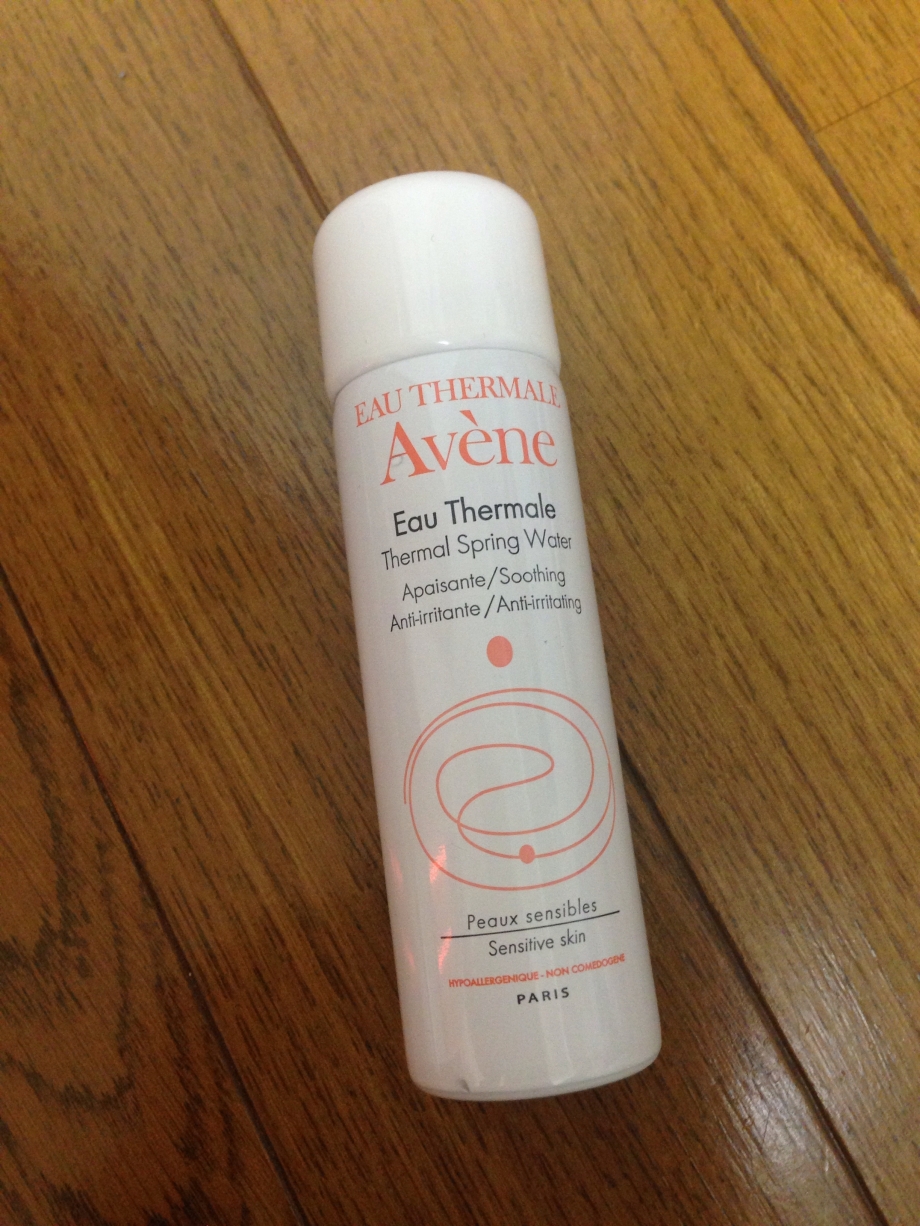 EAU THERMALE
Avène
Eau Thermale
Thermal Spring Water
Apaisante/Soothing
Anti-irritante/Anti-irritating
Peaux sensibles
Sensitive skin
HYPOALLERGENIQUE - NON COMEDOGENE
PARIS